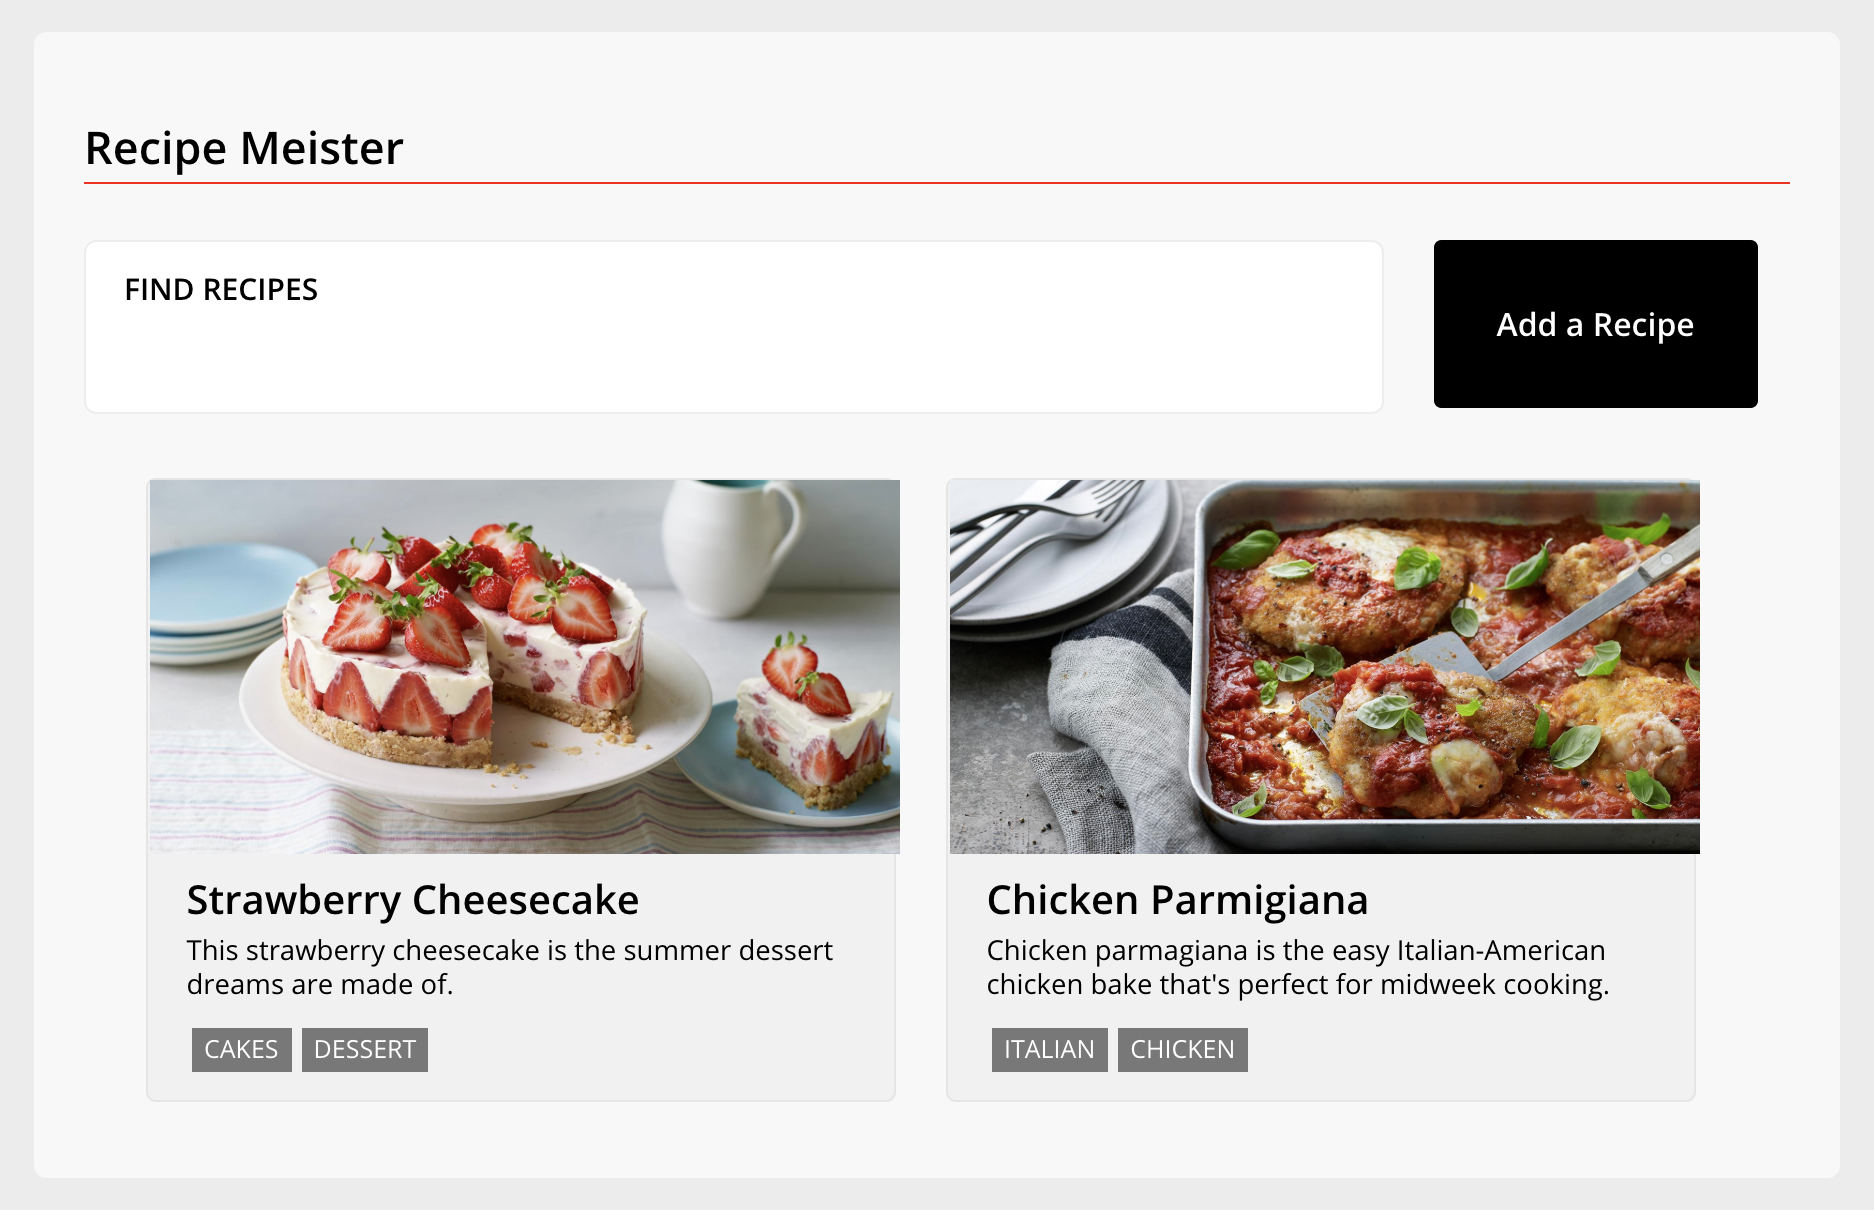 Recipe Meister
FIND RECIPES
Add a Recipe
Strawberry Cheesecake
This strawberry cheesecake is the summer dessert
dreams are made of.
CAKES DESSERT
Chicken Parmigiana
Chicken parmagiana is the easy Italian-American
chicken bake that's perfect for midweek cooking.
ITALIAN CHICKEN